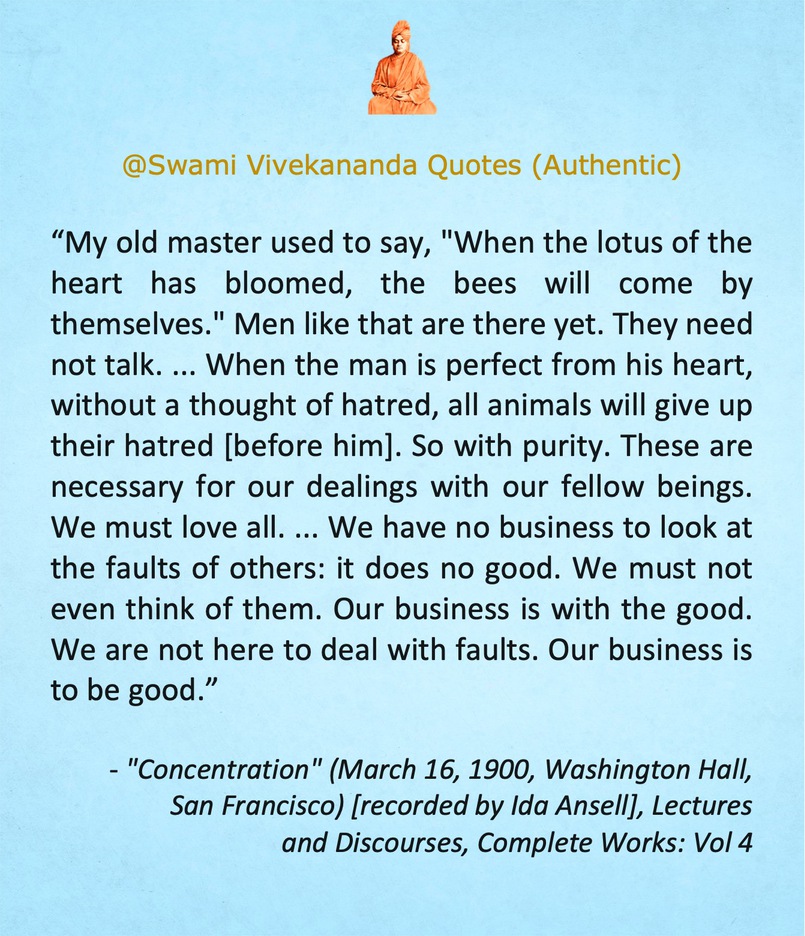 @Swami Vivekananda Quotes (Authentic)
“My old master used to say, "When the lotus of the
heart has bloomed, the bees will come by
themselves." Men like that are there yet. They need
not talk. ... When the man is perfect from his heart,
without a thought of hatred, all animals will give up
their hatred [before him]. So with purity. These are
necessary for our dealings with our fellow beings.
We must love all. ... We have no business to look at
the faults of others: it does no good. We must not
even think of them. Our business is with the good.
We are not here to deal with faults. Our business is
to be good.”
- "Concentration" (March 16, 1900, Washington Hall,
San Francisco) [recorded by Ida Ansell], Lectures
and Discourses, Complete Works: Vol 4